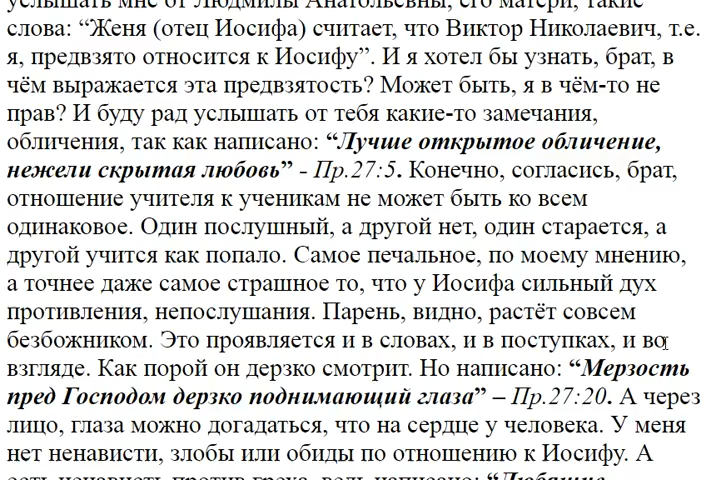 услышать мне от Людмилы Анатольевны, его матери, такие
слова: “Женя (отец Иосифа) считает, что Виктор Николаевич, т.е.
я, предвзято относится к Иосифу”. И я хотел бы узнать, брат, в
чём выражается эта предвзятость? Может быть, я в чём-то не
прав? И буду рад услышать от тебя какие-то замечания,
обличения, так как написано: “Лучше открытое обличение,
нежели скрытая любовь” - Пр.27:5. Конечно, согласись, брат,
отношение учителя к ученикам не может быть ко всем
одинаковое. Один послушный, а другой нет, один старается, а
другой учится как попало. Самое печальное, по моему мнению,
а точнее даже самое страшное то, что у Иосифа сильный дух
противления, непослушания. Парень, видно, растёт совсем
безбожником. Это проявляется и в словах, и в поступках, и во
взгляде. Как порой он дерзко смотрит. Но написано: “Мерзость
пред Господом дерзко поднимающий глаза” – Пр.27:20. А через
лицо, глаза можно догадаться, что на сердце у человека. У меня
нет ненависти, злобы или обиды по отношению к Иосифу. А
есть ненависть против греха, ведь написано: “Любящие